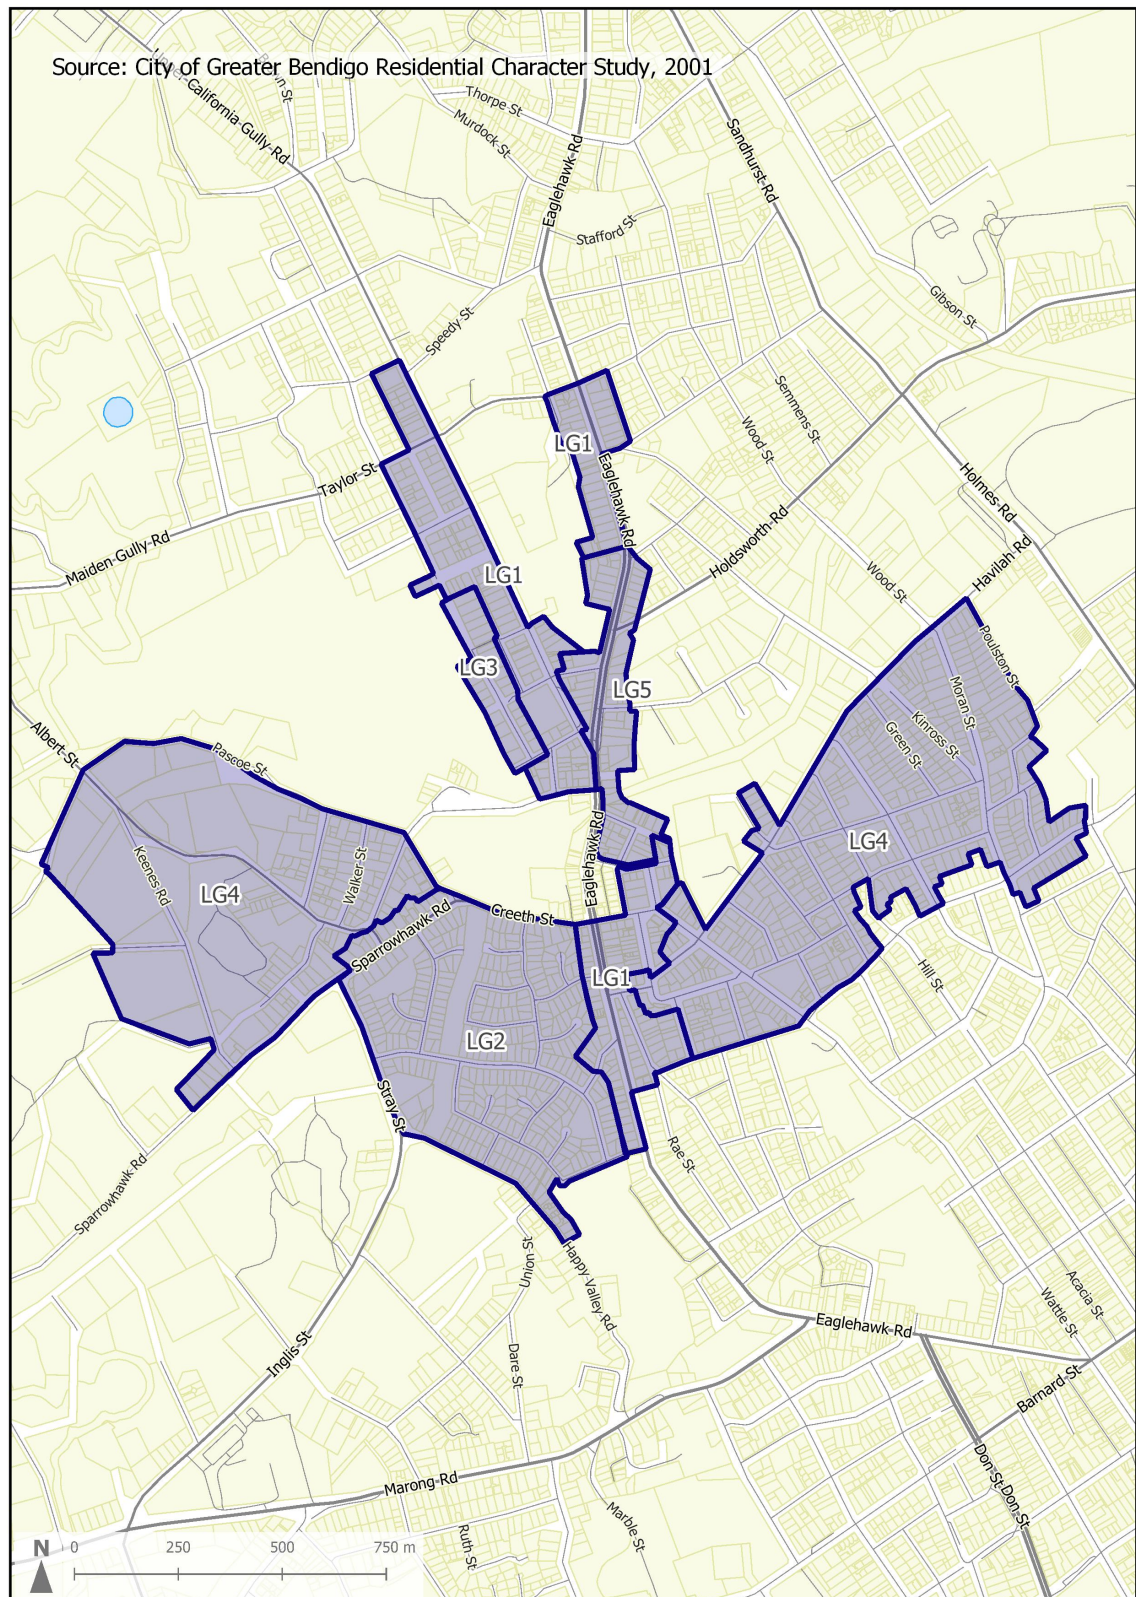 Source: City of Greater Bendigo Residential Character Study, 2001
Upper-California-Gully-Rd
Thorpe St
Murdock St
Eaglehawk Rd
Sandhurst-Rd
Stafford St
Gibson St
Speedy St
Semmens St
Wood St
LG1
Eaglehawk Rd
Taylor St
Holmes-Rd
Maiden-Gully-Rd
Holdsworth-Rd
Havilah Rd
LG1
Wood St
Poulston St
LG3
LG5
Moran St
Kinross St
Green St
Albert St
Pascoe St
Keenes Rd
Walker St
Eaglehawk Rd
LG4
LG4
Sparrowhawk Rd
Creeth St
LG1
Hill St
LG2
Stray St
Rae St
Sparrowhawk Rd
Union St
Happy Valley Rd
Acacia St
Wattle St
Inglis St
Eaglehawk Rd
Dare St
Barnard St
Marong Rd
Don St
Don St
Marble St
Ruth St
N
0 250 500 750 m